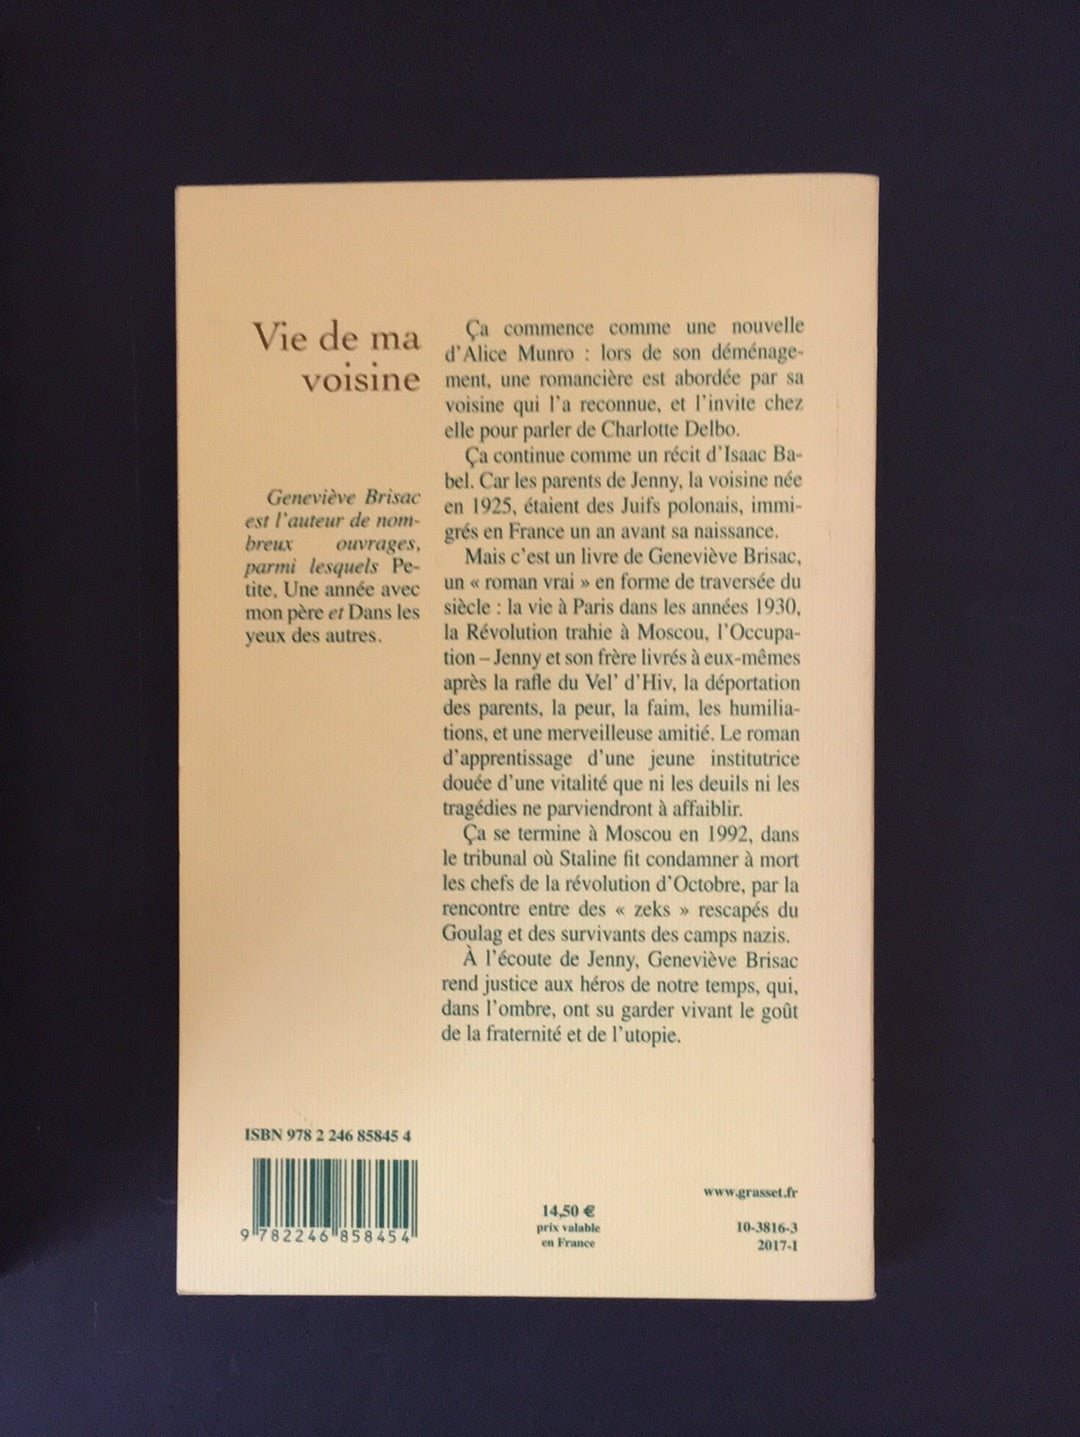 Vie de ma
voisine
Geneviève Brisac
est l'auteur de nom-
breux ouvrages,
parmi lesquels Pe-
tite, Une année avec
mon père et Dans les
yeux des autres.
Ça commence comme une nouvelle
d'Alice Munro : lors de son déménage-
ment, une romancière est abordée par sa
voisine qui l'a reconnue, et l'invite chez
elle pour parler de Charlotte Delbo.
Ça continue comme un récit d'Isaac Ba-
bel. Car les parents de Jenny, la voisine née
en 1925, étaient des Juifs polonais, immi-
grés en France un an avant sa naissance.
Mais c'est un livre de Geneviève Brisac,
un « roman vrai » en forme de traversée du
siècle : la vie à Paris dans les années 1930,
la Révolution trahie à Moscou, l'Occupa-
tion – Jenny et son frère livrés à eux-mêmes
après la rafle du Vel' d'Hiv, la déportation
des parents, la peur, la faim, les humilia-
tions, et une merveilleuse amitié. Le roman
d'apprentissage d'une jeune institutrice
douée d'une vitalité que ni les deuils ni les
tragédies ne parviendront à affaiblir.
Ça se termine à Moscou en 1992, dans
le tribunal où Staline fit condamner à mort
les chefs de la révolution d'Octobre, par la
rencontre entre des « zeks » rescapés du
Goulag et des survivants des camps nazis.
À l'écoute de Jenny, Geneviève Brisac
rend justice aux héros de notre temps, qui,
dans l'ombre, ont su garder vivant le goût
de la fraternité et de l'utopie.
ISBN 978 2 246 85845 4
9 782246 858454
14,50 €
prix valable
en France
www.grasset.fr
10-3816-3
2017-I